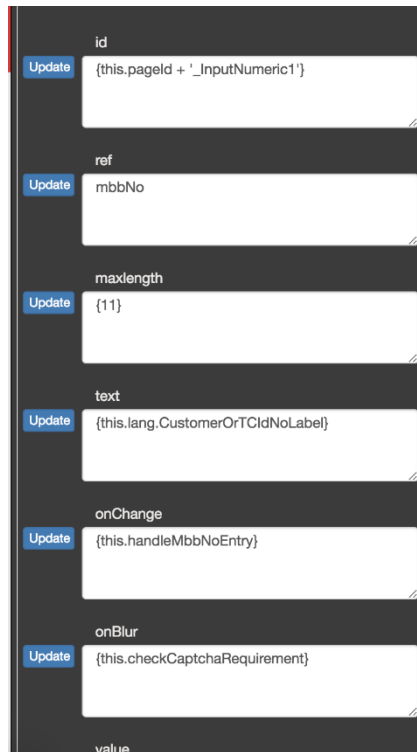 id
Update
{this.pageId + '_InputNumeric1'}
ref
Update
mbbNo
maxlength
Update
{11}
text
Update
{this.lang.CustomerOrTCIdNoLabel}
onChange
Update
{this.handleMbbNoEntry}
onBlur
Update
{this.checkCaptchaRequirement}
value